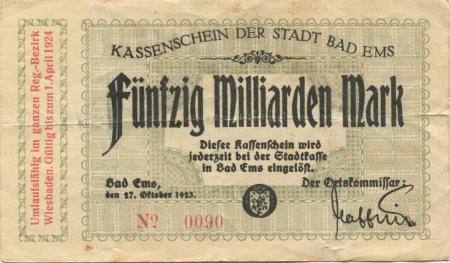 Umlaufsfähig im ganzen Reg.-Bezirk
Wiesbaden. Gültig bis zum 1. April 1924
KASSENSCHEIN DER STADT BAD EMS
Fünfzig Milliarden Mark
Dieser Kassenschein wird
jederzeit bei der Stadtkasse
in Bad Ems eingelöst.
Bad Ems, Der Ortskommissar:
den 27. Oktober 1923.
No 0090